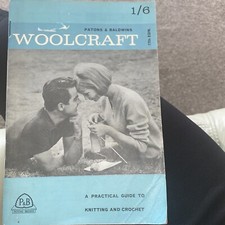 1/6
PATONS & BALDWINS
WOOLCRAFT
P&B
A PRACTICAL GUIDE TO
KNITTING AND CROCHET